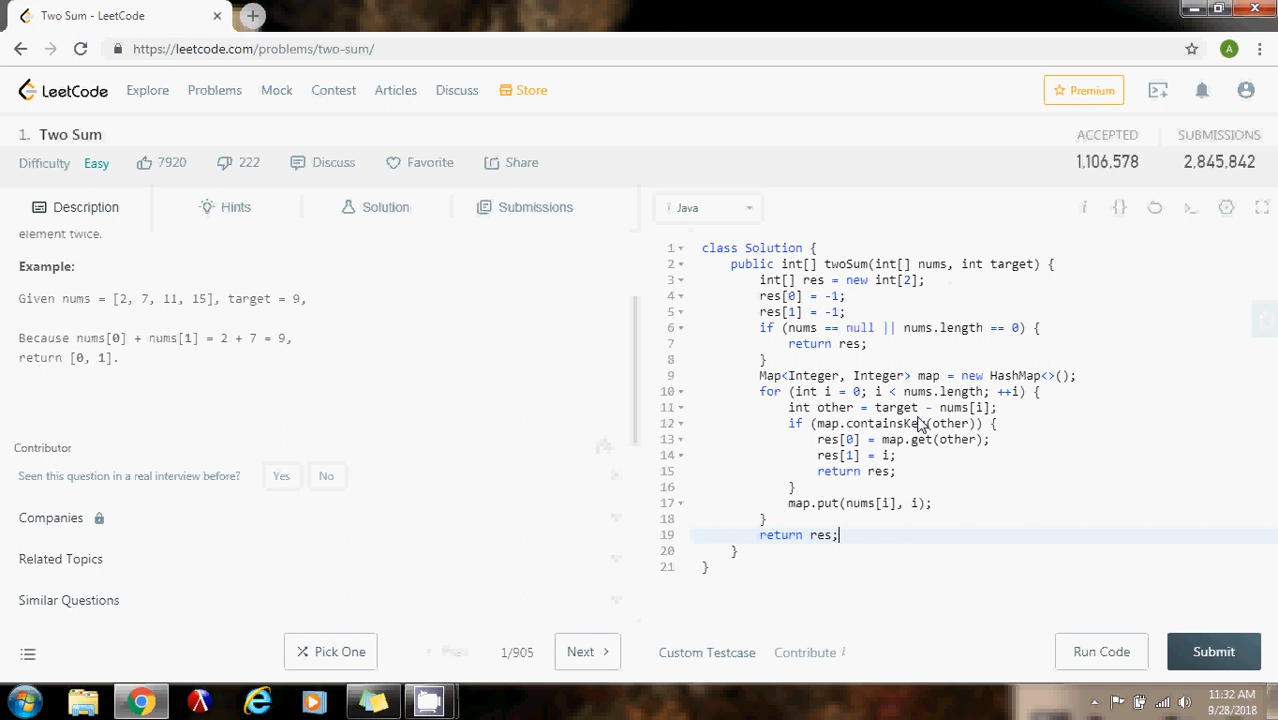 Two Sum - LeetCode
https://leetcode.com/problems/two-sum/
A
LeetCode Explore Problems Mock Contest Articles Discuss Store Premium
1. Two Sum
ACCEPTED SUBMISSIONS
Difficulty Easy 7920 222 Discuss Favorite Share
1,106,578 2,845,842
Description Hints Solution Submissions
Java
element twice.
Example:
Given nums = [2, 7, 11, 15], target = 9,
Because nums[0] + nums[1] = 2 + 7 = 9,
return [0, 1].
Contributor
Seen this question in a real interview before? Yes No
Companies
Related Topics
Similar Questions
Pick One
1/905
Next
1 class Solution {
2 public int[] twoSum(int[] nums, int target) {
3 int[] res = new int[2];
4 res[0] = -1;
5 res[1] = -1;
6 if (nums == null || nums.length == 0) {
7 return res;
8 }
9 Map<Integer, Integer> map = new HashMap<>();
10 for (int i = 0; i < nums.length; ++i) {
11 int other = target - nums[i];
12 if (map.containsKey(other)) {
13 res[0] = map.get(other);
14 res[1] = i;
15 return res;
16 }
17 map.put(nums[i], i);
18 }
19 return res;
20 }
21 }
Custom Testcase Contribute i Run Code Submit
11:32 AM
9/28/2018